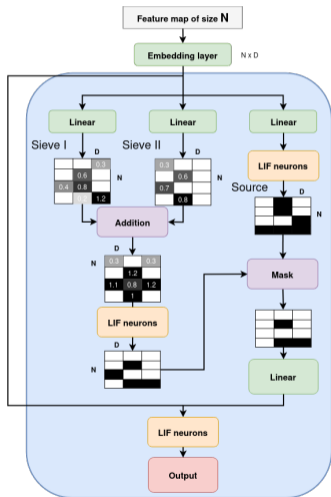 Feature map of size N
Embedding layer
N x D
Linear
Linear
Linear
Sieve I
D
Sieve II
D
LIF neurons
0.3
0.6
0.4 0.8
1.2
N
0.3
0.6
0.7
0.8
N
Source
D
N
Addition
D
Mask
N
0.3 0.3
1.2
1.1 0.8 1.2
1
LIF neurons
D
N
Linear
LIF neurons
Output